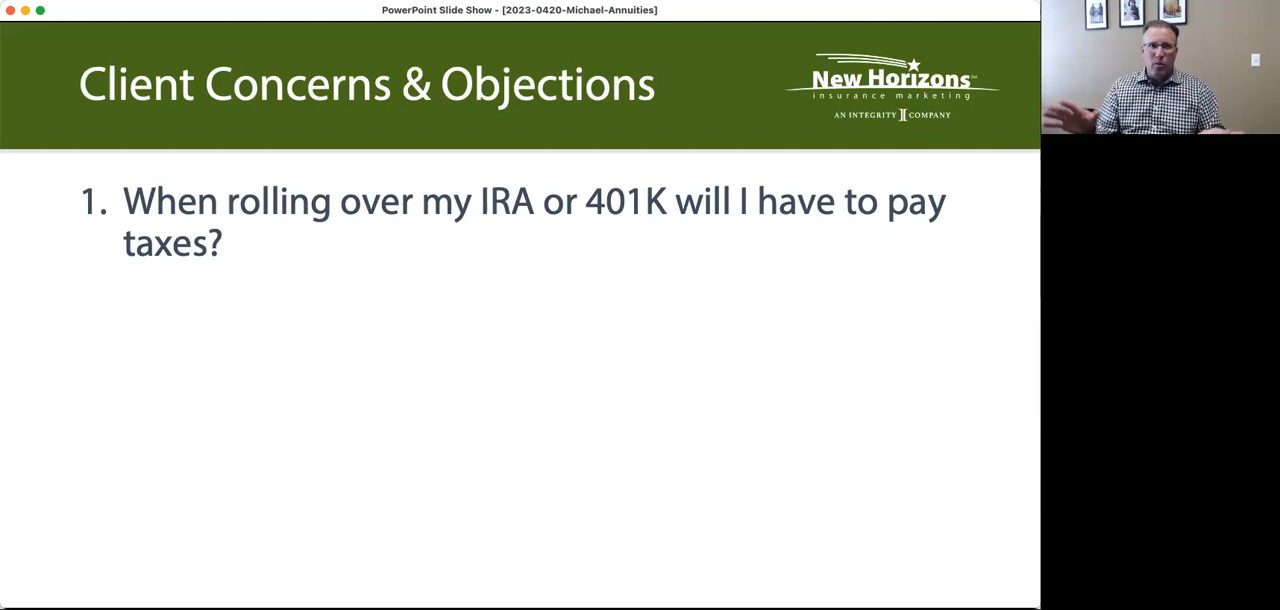 PowerPoint Slide Show - [2023-0420-Michael-Annuities]
Client Concerns & Objections
New Horizons℠
insurance marketing
AN INTEGRITY COMPANY
1. When rolling over my IRA or 401K will I have to pay
taxes?